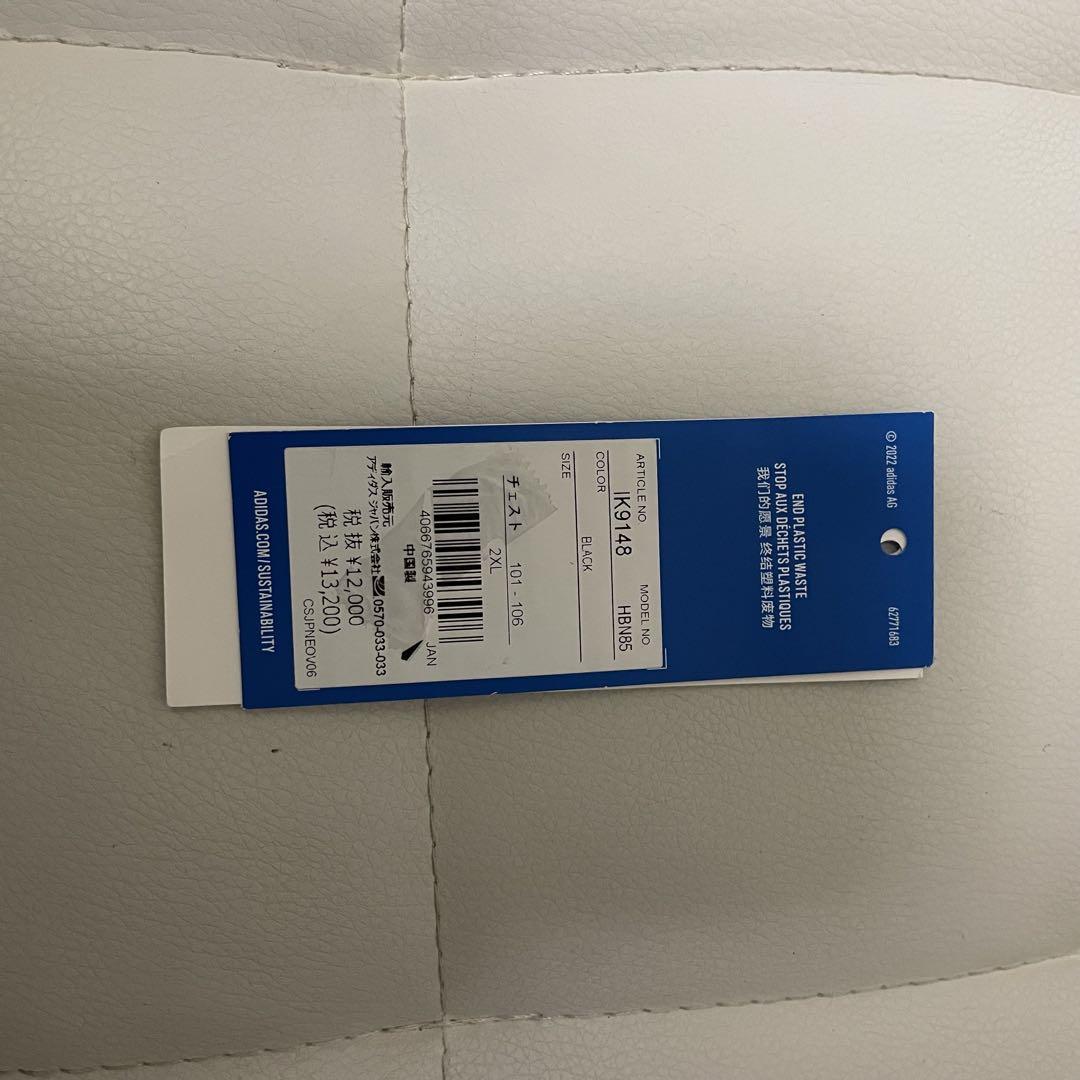 © 2022 adidas AG
62771683
END PLASTIC WASTE
STOP AUX DÉCHETS PLASTIQUES
我们的愿景 终结塑料废物
ARTICLE NO. MODEL NO
IK9148 HBN85
COLOR
BLACK
SIZE
チェスト 101 - 106
2XL
JAN
4066765943996
中国製
輸入販売元
アディダス ジャパン株式会社 0570-033-033
税 抜 ¥12,000
(税 込 ¥13,200)
CSJPNEOV06
ADIDAS.COM/SUSTAINABILITY